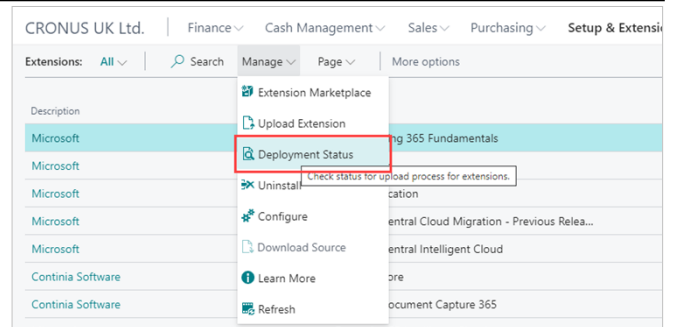 CRONUS UK Ltd. Finance Cash Management Sales Purchasing Setup & Extensi
Extensions: All Search Manage Page More options
Extension Marketplace
Description
Upload Extension
Microsoft ng 365 Fundamentals
Deployment Status
Microsoft
Check status for upload process for extensions.
Uninstall
Microsoft cation
Configure
Microsoft entral Cloud Migration - Previous Relea...
Download Source
Microsoft entral Intelligent Cloud
Learn More
Continia Software ore
Refresh
Continia Software ocument Capture 365